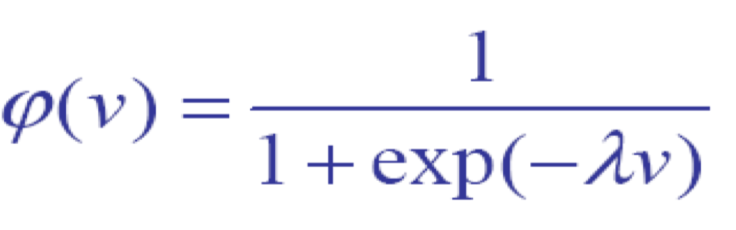 φ(v) = 1 / (1 + exp(−λv))